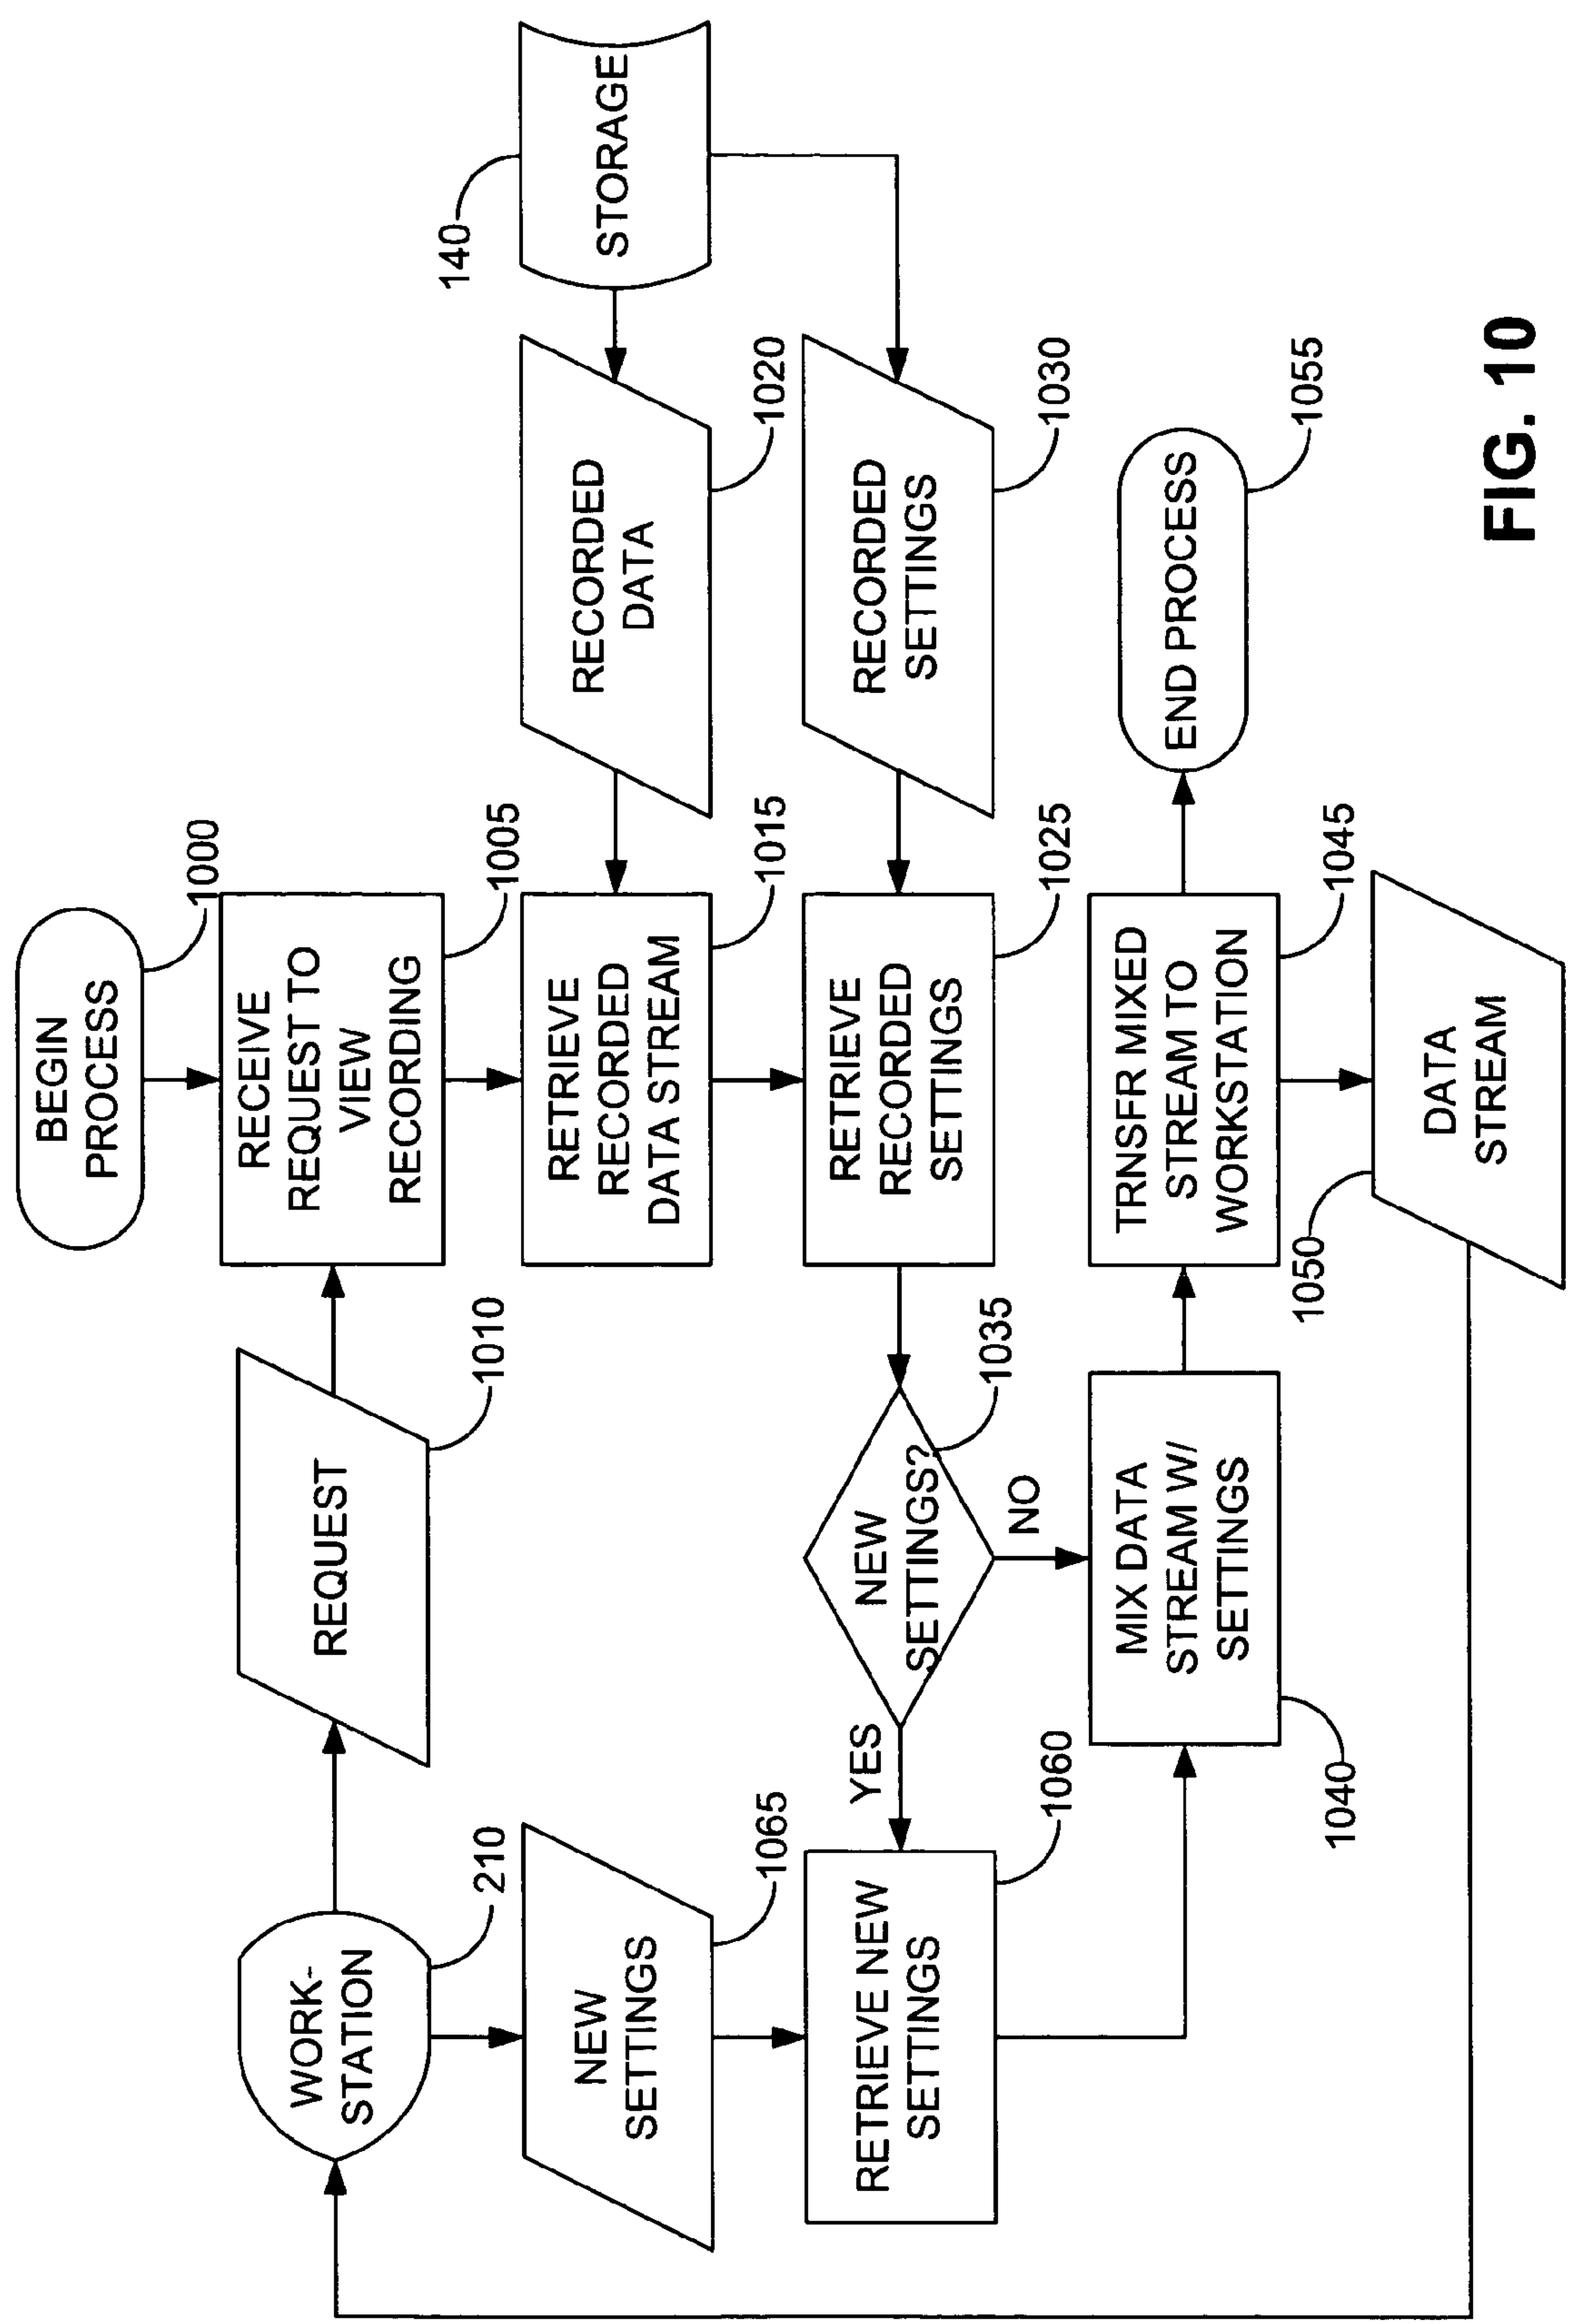 BEGIN
PROCESS
1000
WORK-
STATION
210
REQUEST
1010
RECEIVE
REQUEST TO
VIEW
RECORDING
1005
140
STORAGE
NEW
SETTINGS
1065
RETRIEVE
RECORDED
DATA STREAM
1015
RECORDED
DATA
1020
RETRIEVE NEW
SETTINGS
1060
YES
NEW
SETTINGS?
1035
NO
RETRIEVE
RECORDED
SETTINGS
1025
RECORDED
SETTINGS
1030
MIX DATA
STREAM W/
SETTINGS
1040
TRNSFR MIXED
STREAM TO
WORKSTATION
1045
END PROCESS
1055
1050
DATA
STREAM
FIG. 10